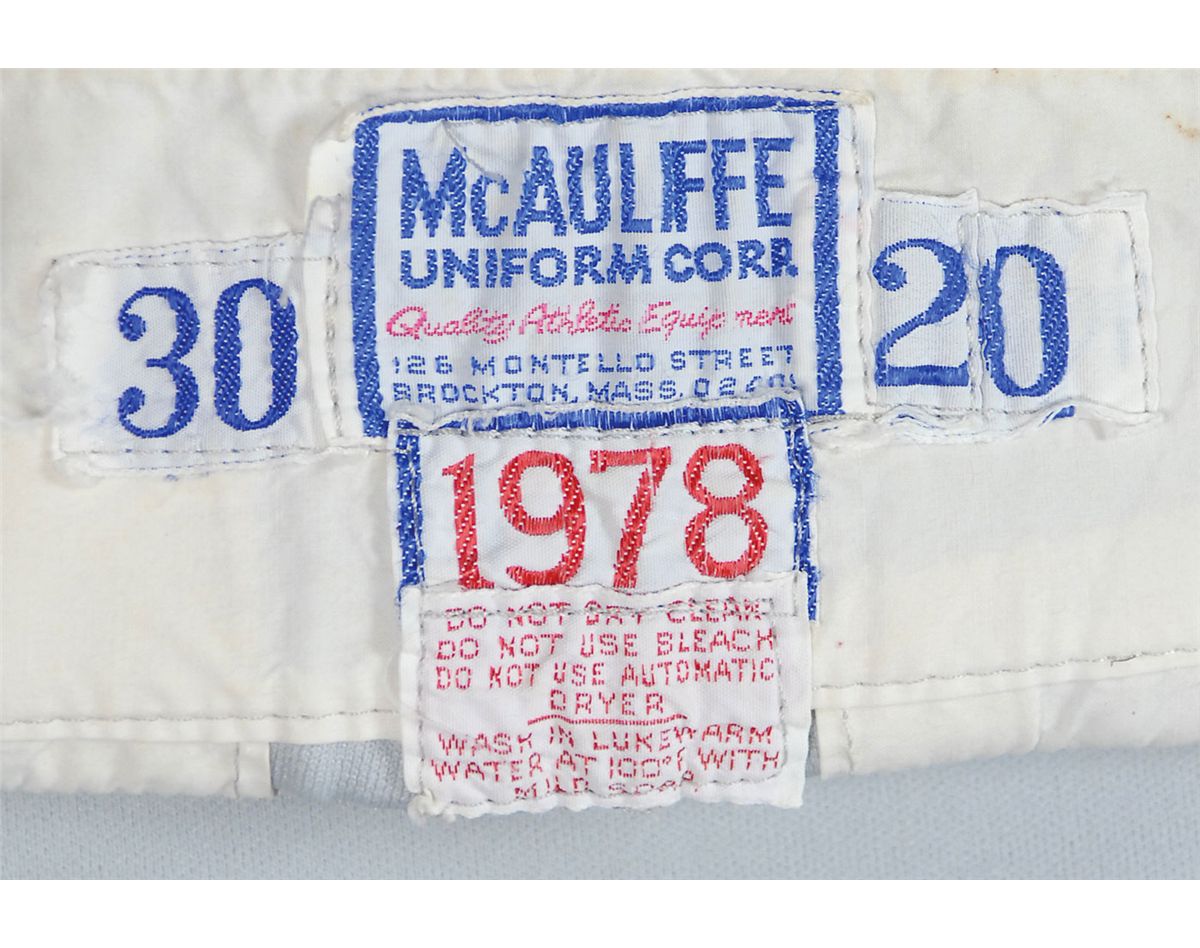 McAULIFFE
UNIFORM CORP.
Quality Athletic Equipment
126 MONTELLO STREET
BROCKTON, MASS.
30
20
1978
DO NOT DRY CLEAN
DO NOT USE BLEACH
DO NOT USE AUTOMATIC
DRYER
WASH IN LUKEWARM
WATER AT 100°F WITH
MILD SOAP